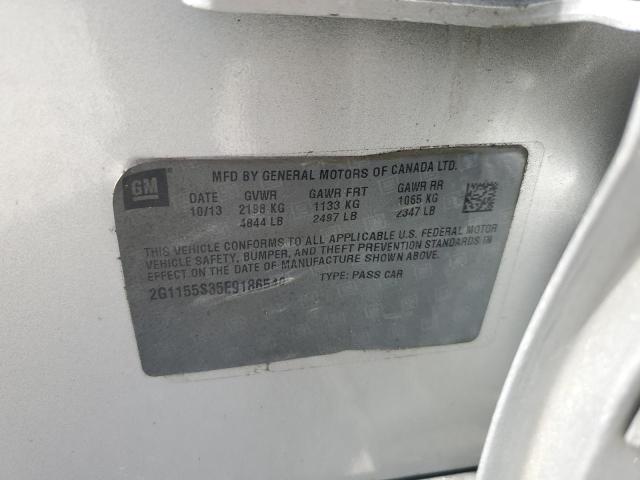 GM
MFD BY GENERAL MOTORS OF CANADA LTD.
DATE GVWR GAWR FRT GAWR RR
10/13 2198 KG 1133 KG 1065 KG
4844 LB 2497 LB 2347 LB
THIS VEHICLE CONFORMS TO ALL APPLICABLE U.S. FEDERAL MOTOR
VEHICLE SAFETY, BUMPER, AND THEFT PREVENTION STANDARDS IN
EFFECT ON THE DATE OF MANUFACTURE SHOWN ABOVE.
TYPE: PASS CAR